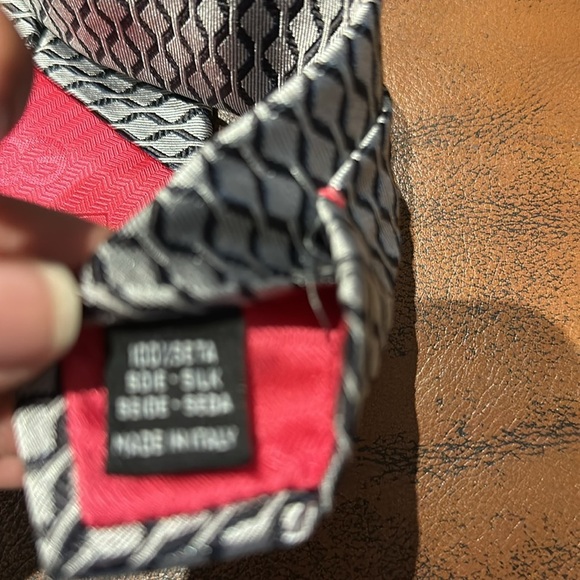 100%SETA
SOIE - SILK
SEIDE - SEDA
MADE IN ITALY